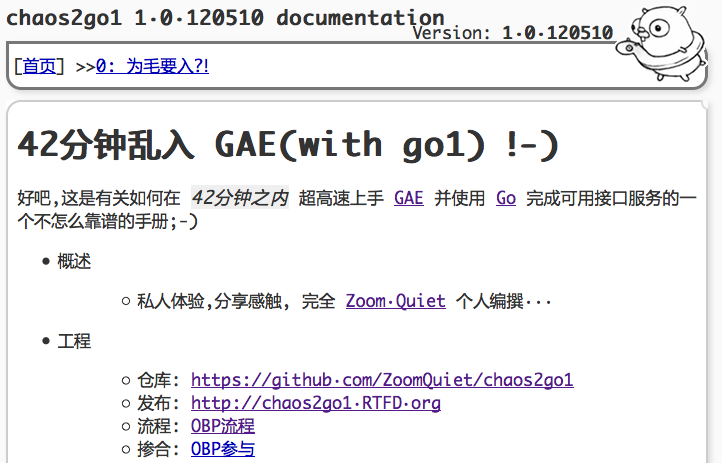 chaos2go1 1.0.120510 documentation
Version: 1.0.120510
[首页] >>0: 为毛要入?!
42分钟乱入 GAE(with go1) !-)
好吧,这是有关如何在 42分钟之内 超高速上手 GAE 并使用 Go 完成可用接口服务的一
个不怎么靠谱的手册;-)
概述
私人体验,分享感触, 完全 Zoom.Quiet 个人编撰...
工程
仓库: https://github.com/ZoomQuiet/chaos2go1
发布: http://chaos2go1.RTFD.org
流程: OBP流程
掺合: OBP参与